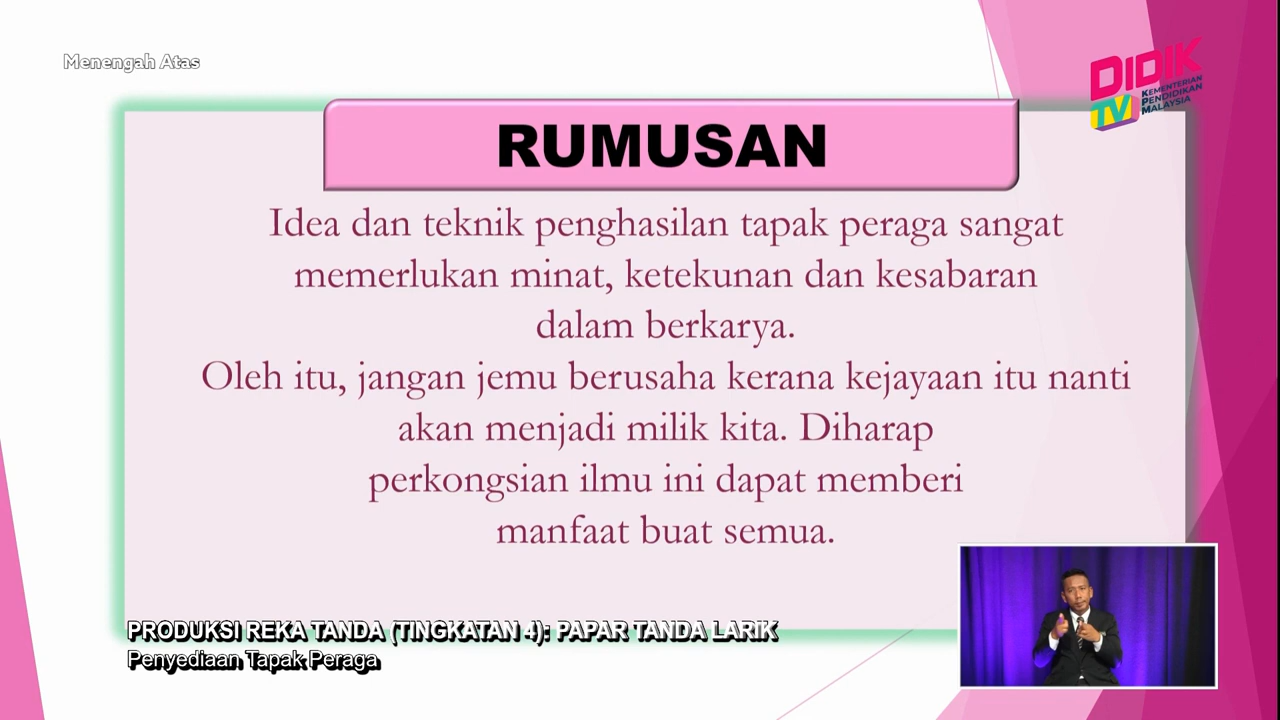 Menengah Atas
DIDIK
TV
KEMENTERIAN
PENDIDIKAN
MALAYSIA
RUMUSAN
Idea dan teknik penghasilan tapak peraga sangat
memerlukan minat, ketekunan dan kesabaran
dalam berkarya.
Oleh itu, jangan jemu berusaha kerana kejayaan itu nanti
akan menjadi milik kita. Diharap
perkongsian ilmu ini dapat memberi
manfaat buat semua.
PRODUKSI REKA TANDA (TINGKATAN 4): PAPAR TANDA LARIK
Penyediaan Tapak Peraga